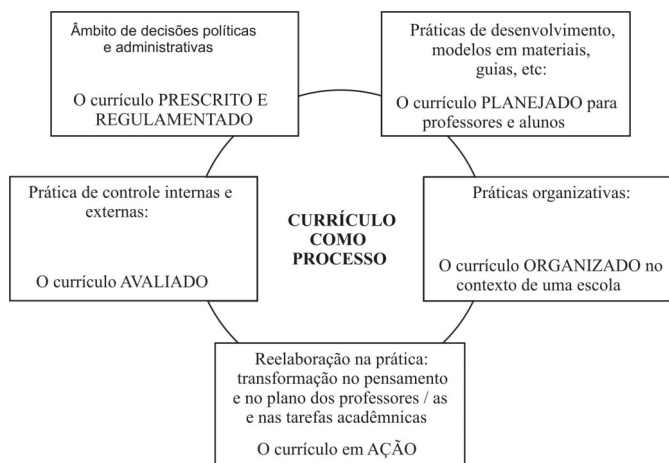 Âmbito de decisões políticas
e administrativas
O currículo PRESCRITO E
REGULAMENTADO
Práticas de desenvolvimento,
modelos em materiais,
guias, etc:
O currículo PLANEJADO para
professores e alunos
Prática de controle internas e
externas:
O currículo AVALIADO
CURRÍCULO
COMO
PROCESSO
Práticas organizativas:
O currículo ORGANIZADO no
contexto de uma escola
Reelaboração na prática:
transformação no pensamento
e no plano dos professores / as
e nas tarefas acadêmnicas
O currículo em AÇÃO